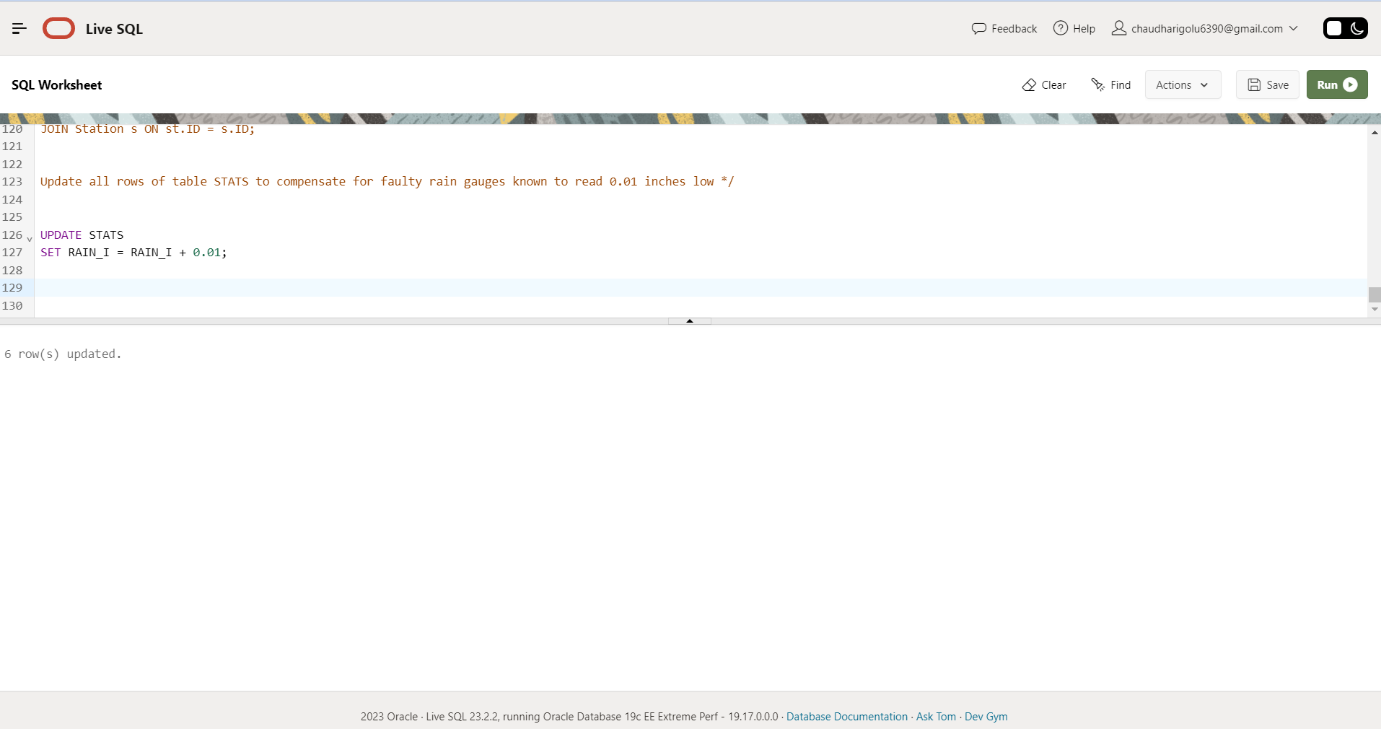 Live SQL
Feedback Help chaudharigolu6390@gmail.com
SQL Worksheet
Clear Find Actions Save Run
120 JOIN Station s ON st.ID = s.ID;
121
122
123 Update all rows of table STATS to compensate for faulty rain gauges known to read 0.01 inches low */
124
125
126 UPDATE STATS
127 SET RAIN_I = RAIN_I + 0.01;
128
129
130
6 row(s) updated.
2023 Oracle · Live SQL 23.2.2, running Oracle Database 19c EE Extreme Perf - 19.17.0.0.0 · Database Documentation · Ask Tom · Dev Gym